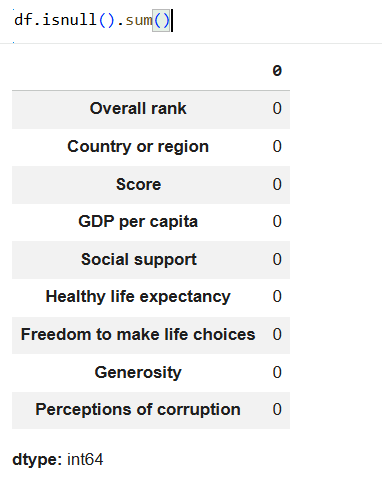 df.isnull().sum()
0
Overall rank 0
Country or region 0
Score 0
GDP per capita 0
Social support 0
Healthy life expectancy 0
Freedom to make life choices 0
Generosity 0
Perceptions of corruption 0
dtype: int64